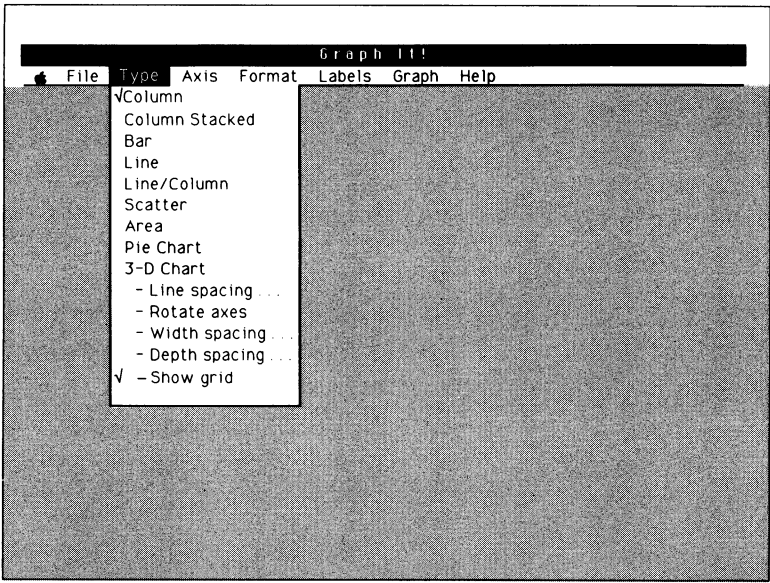 Graph It!
File Type Axis Format Labels Graph Help
√Column
Column Stacked
Bar
Line
Line/Column
Scatter
Area
Pie Chart
3-D Chart
- Line spacing ...
- Rotate axes
- Width spacing ...
- Depth spacing ...
√ - Show grid